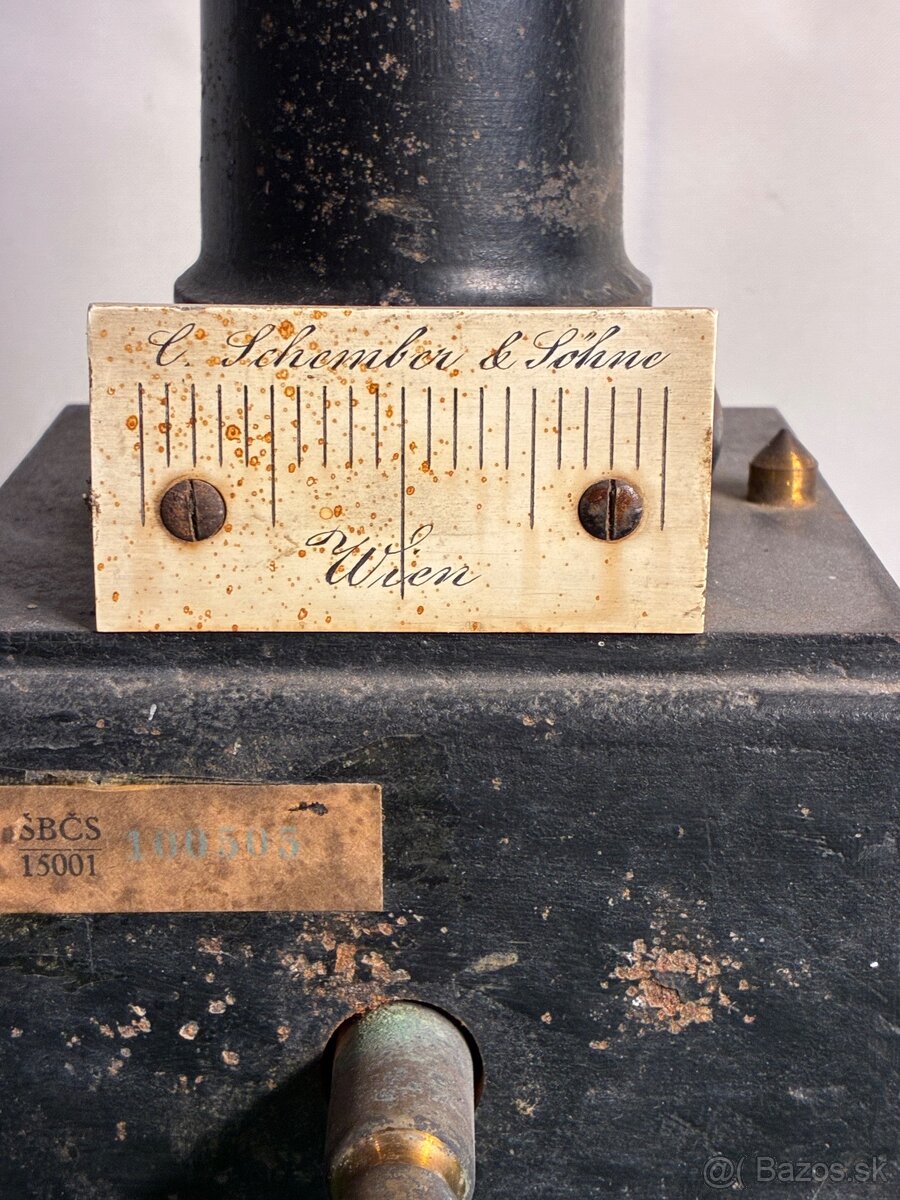 C. Schember & Söhne
Wien
ŠBČS
15001
100505
@( Bazos.sk